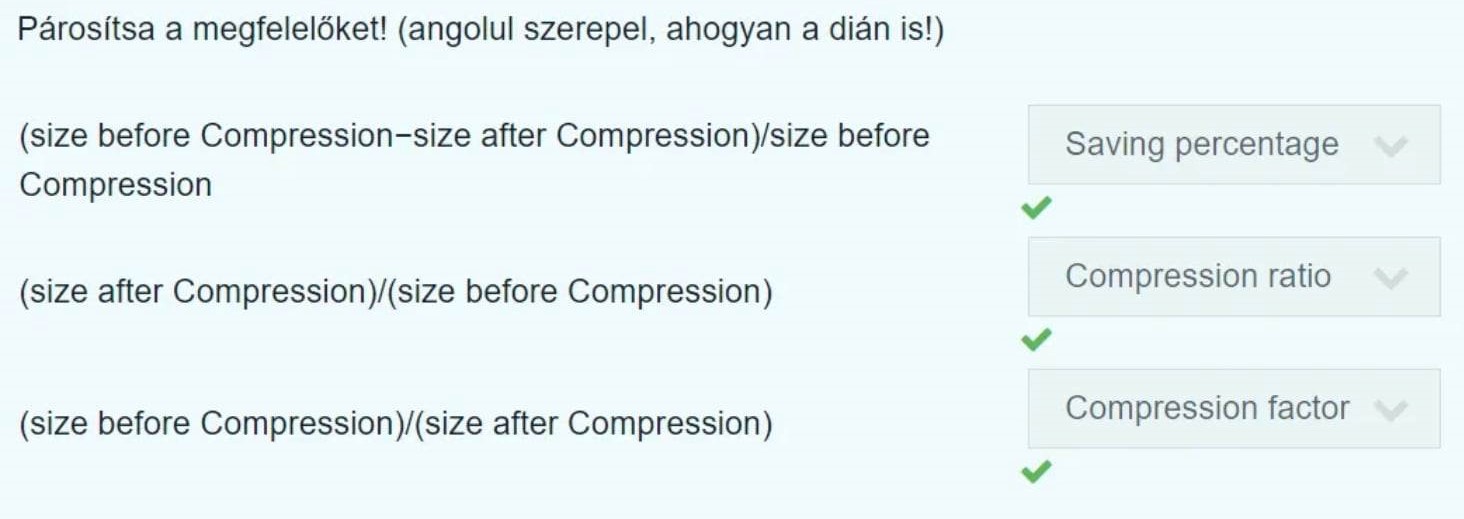 Párosítsa a megfelelőket! (angolul szerepel, ahogyan a dián is!)
(size before Compression−size after Compression)/size before
Compression
Saving percentage
(size after Compression)/(size before Compression)
Compression ratio
(size before Compression)/(size after Compression)
Compression factor